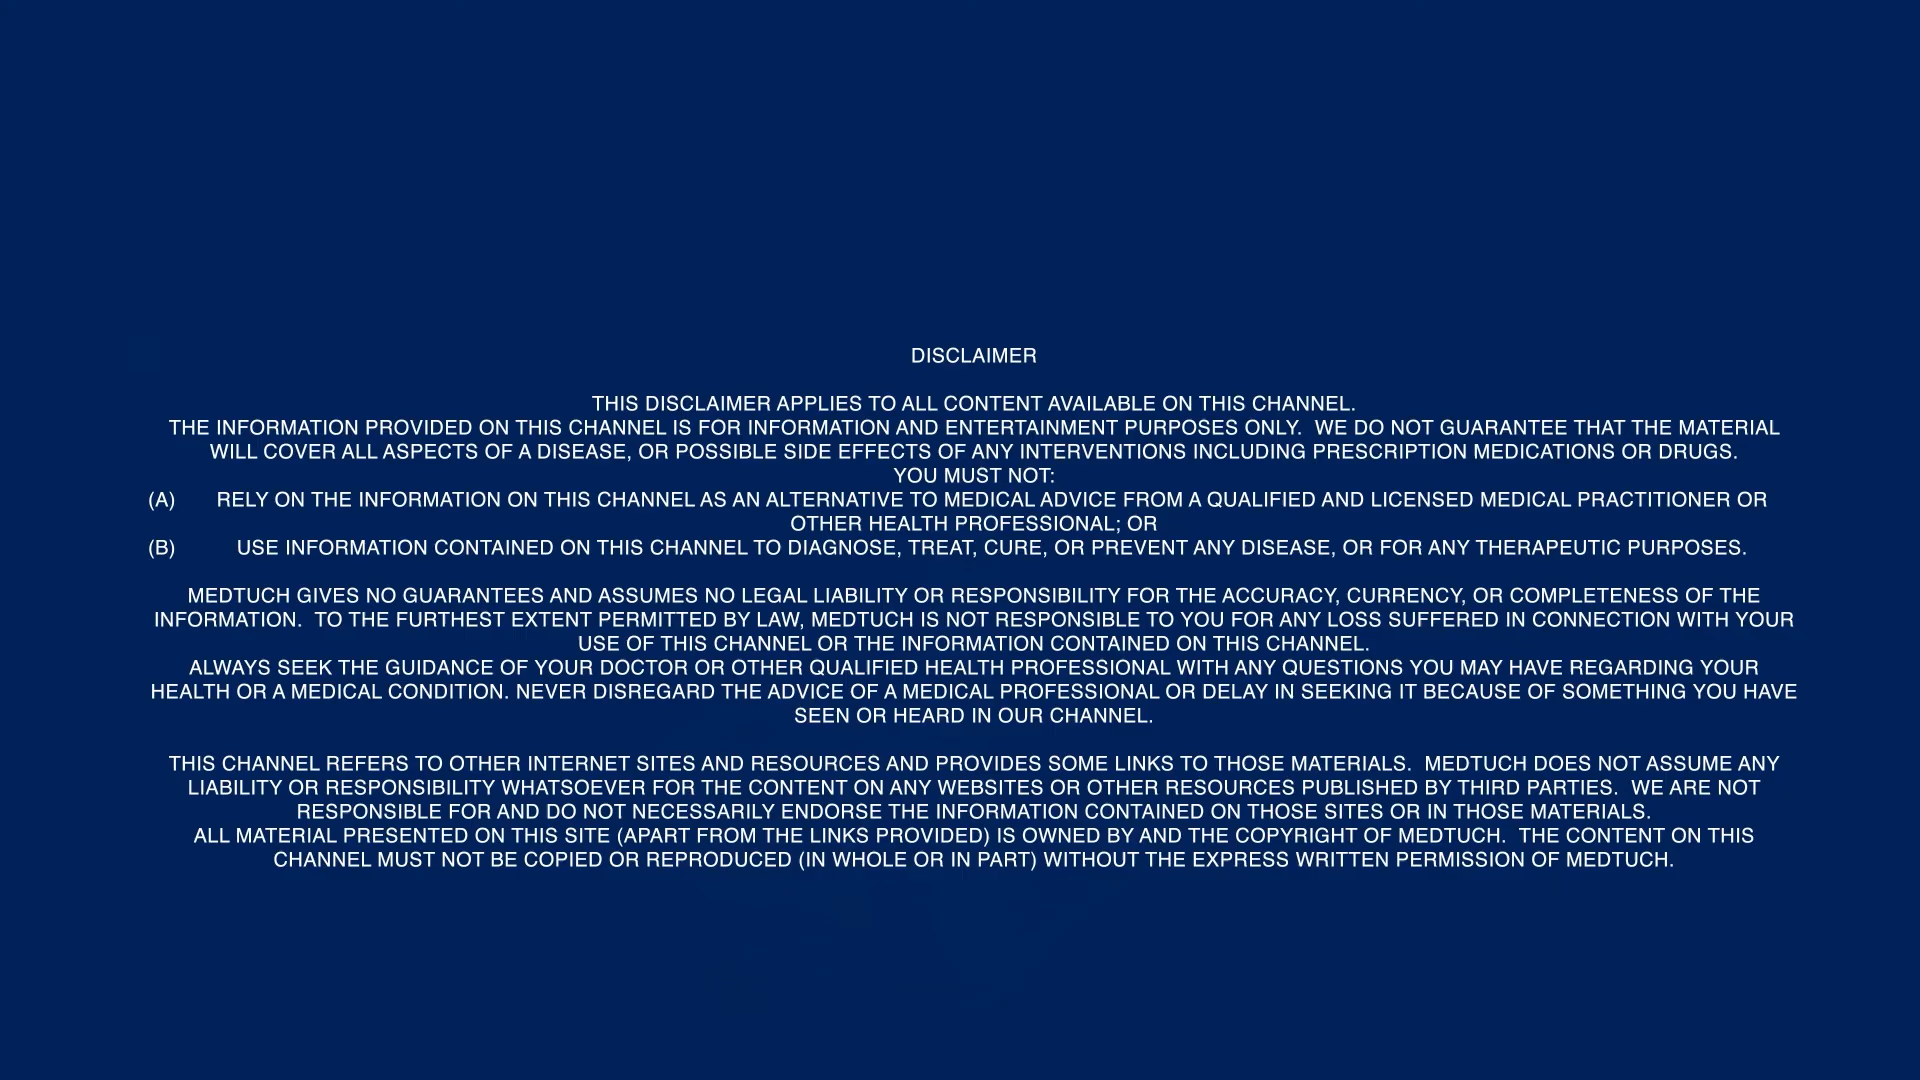 DISCLAIMER
THIS DISCLAIMER APPLIES TO ALL CONTENT AVAILABLE ON THIS CHANNEL.
THE INFORMATION PROVIDED ON THIS CHANNEL IS FOR INFORMATION AND ENTERTAINMENT PURPOSES ONLY.  WE DO NOT GUARANTEE THAT THE MATERIAL
WILL COVER ALL ASPECTS OF A DISEASE, OR POSSIBLE SIDE EFFECTS OF ANY INTERVENTIONS INCLUDING PRESCRIPTION MEDICATIONS OR DRUGS.
YOU MUST NOT:
(A) RELY ON THE INFORMATION ON THIS CHANNEL AS AN ALTERNATIVE TO MEDICAL ADVICE FROM A QUALIFIED AND LICENSED MEDICAL PRACTITIONER OR
OTHER HEALTH PROFESSIONAL; OR
(B) USE INFORMATION CONTAINED ON THIS CHANNEL TO DIAGNOSE, TREAT, CURE, OR PREVENT ANY DISEASE, OR FOR ANY THERAPEUTIC PURPOSES.
MEDTUCH GIVES NO GUARANTEES AND ASSUMES NO LEGAL LIABILITY OR RESPONSIBILITY FOR THE ACCURACY, CURRENCY, OR COMPLETENESS OF THE
INFORMATION.  TO THE FURTHEST EXTENT PERMITTED BY LAW, MEDTUCH IS NOT RESPONSIBLE TO YOU FOR ANY LOSS SUFFERED IN CONNECTION WITH YOUR
USE OF THIS CHANNEL OR THE INFORMATION CONTAINED ON THIS CHANNEL.
ALWAYS SEEK THE GUIDANCE OF YOUR DOCTOR OR OTHER QUALIFIED HEALTH PROFESSIONAL WITH ANY QUESTIONS YOU MAY HAVE REGARDING YOUR
HEALTH OR A MEDICAL CONDITION. NEVER DISREGARD THE ADVICE OF A MEDICAL PROFESSIONAL OR DELAY IN SEEKING IT BECAUSE OF SOMETHING YOU HAVE
SEEN OR HEARD IN OUR CHANNEL.
THIS CHANNEL REFERS TO OTHER INTERNET SITES AND RESOURCES AND PROVIDES SOME LINKS TO THOSE MATERIALS.  MEDTUCH DOES NOT ASSUME ANY
LIABILITY OR RESPONSIBILITY WHATSOEVER FOR THE CONTENT ON ANY WEBSITES OR OTHER RESOURCES PUBLISHED BY THIRD PARTIES.  WE ARE NOT
RESPONSIBLE FOR AND DO NOT NECESSARILY ENDORSE THE INFORMATION CONTAINED ON THOSE SITES OR IN THOSE MATERIALS.
ALL MATERIAL PRESENTED ON THIS SITE (APART FROM THE LINKS PROVIDED) IS OWNED BY AND THE COPYRIGHT OF MEDTUCH.  THE CONTENT ON THIS
CHANNEL MUST NOT BE COPIED OR REPRODUCED (IN WHOLE OR IN PART) WITHOUT THE EXPRESS WRITTEN PERMISSION OF MEDTUCH.